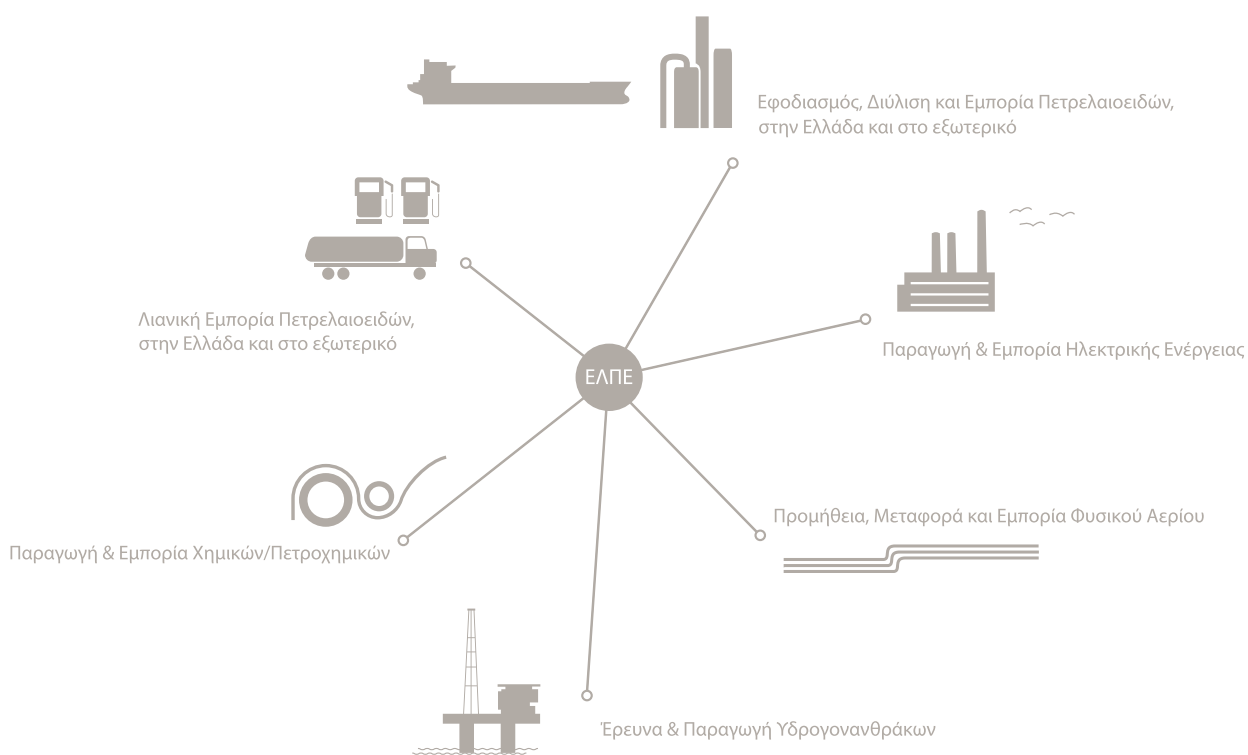 Εφοδιασμός, Διύλιση και Εμπορία Πετρελαιοειδών,
στην Ελλάδα και στο εξωτερικό
Λιανική Εμπορία Πετρελαιοειδών,
στην Ελλάδα και στο εξωτερικό
Παραγωγή & Εμπορία Ηλεκτρικής Ενέργειας
ΕΛΠΕ
Προμήθεια, Μεταφορά και Εμπορία Φυσικού Αερίου
Παραγωγή & Εμπορία Χημικών/Πετροχημικών
Έρευνα & Παραγωγή Υδρογονανθράκων